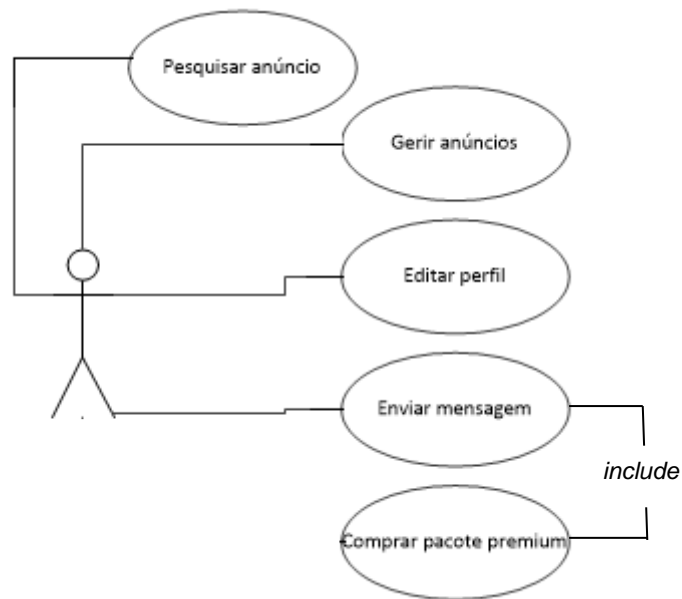 Pesquisar anúncio
Gerir anúncios
Editar perfil
Enviar mensagem
include
Comprar pacote premium